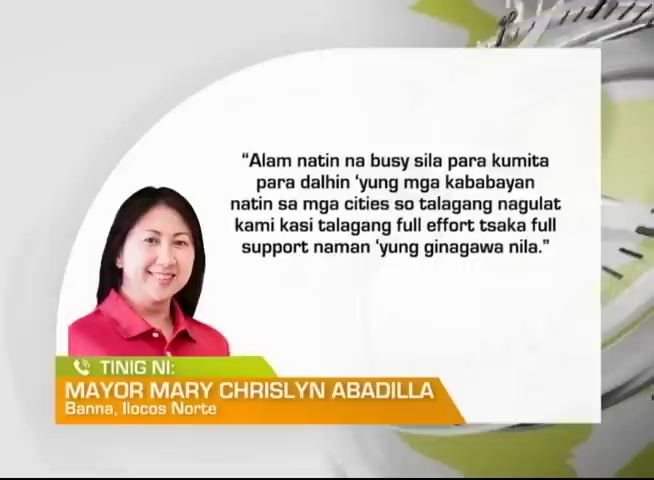 “Alam natin na busy sila para kumita
para dalhin ‘yung mga kababayan
natin sa mga cities so talagang nagulat
kami kasi talagang full effort tsaka full
support naman ‘yung ginagawa nila.”
TINIG NI:
MAYOR MARY CHRISLYN ABADILLA
Banna, Ilocos Norte